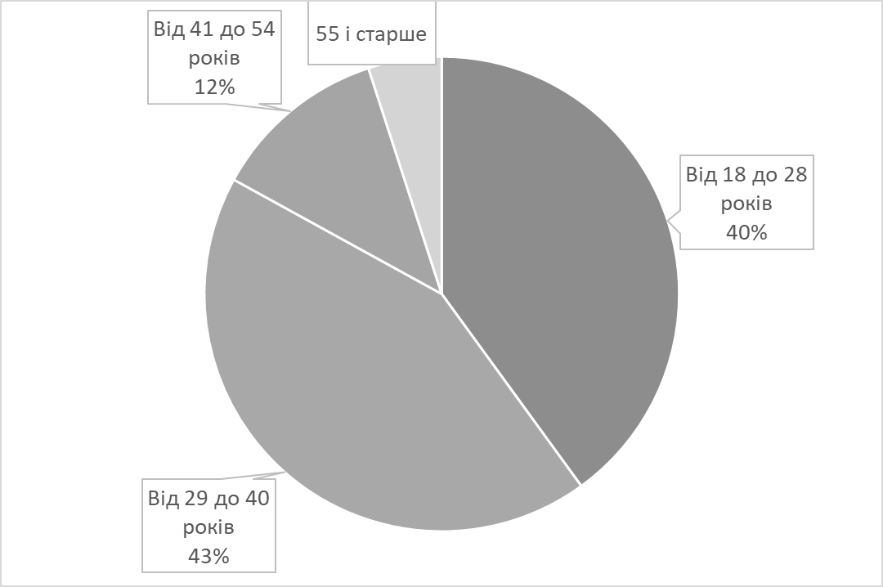 Від 41 до 54
років
12%
55 і старше
Від 18 до 28
років
40%
Від 29 до 40
років
43%